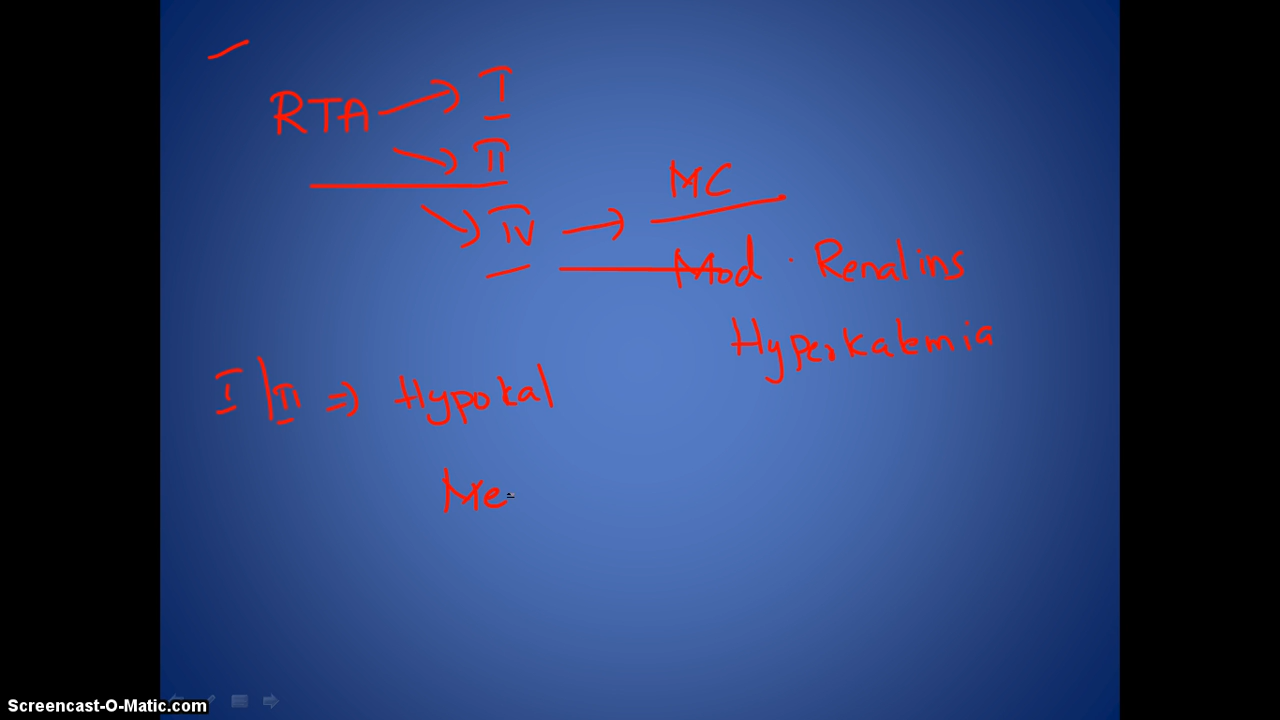 RTA → I
→ II
→ IV → MC
Mod. Renal ins
Hyperkalemia
I/II ⇒ Hypokal
Me
Screencast-O-Matic.com